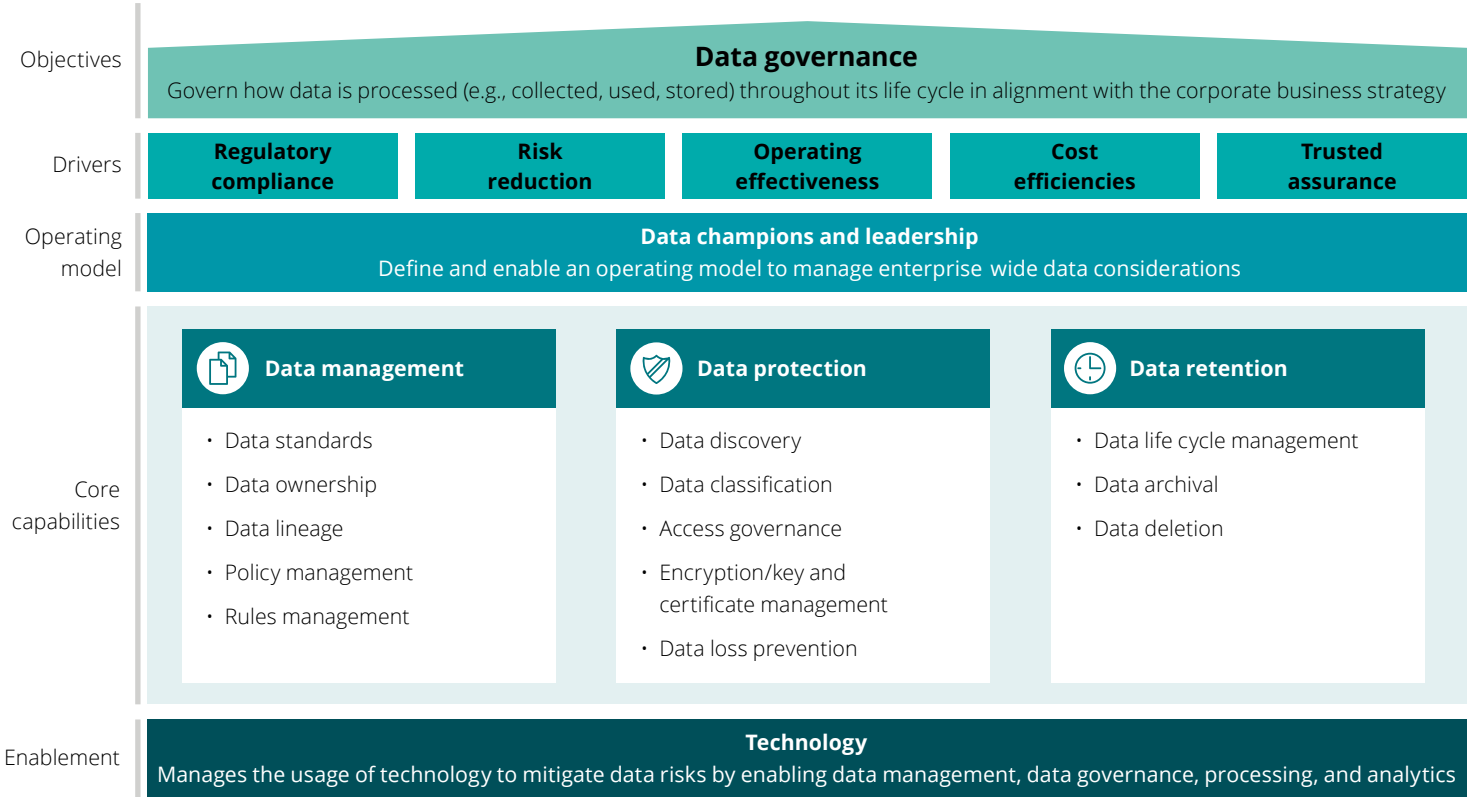 Objectives
Data governance
Govern how data is processed (e.g., collected, used, stored) throughout its life cycle in alignment with the corporate business strategy
Drivers
Regulatory
compliance
Risk
reduction
Operating
effectiveness
Cost
efficiencies
Trusted
assurance
Operating
model
Data champions and leadership
Define and enable an operating model to manage enterprise wide data considerations
Core
capabilities
Data management
• Data standards
• Data ownership
• Data lineage
• Policy management
• Rules management
Data protection
• Data discovery
• Data classification
• Access governance
• Encryption/key and
certificate management
• Data loss prevention
Data retention
• Data life cycle management
• Data archival
• Data deletion
Enablement
Technology
Manages the usage of technology to mitigate data risks by enabling data management, data governance, processing, and analytics